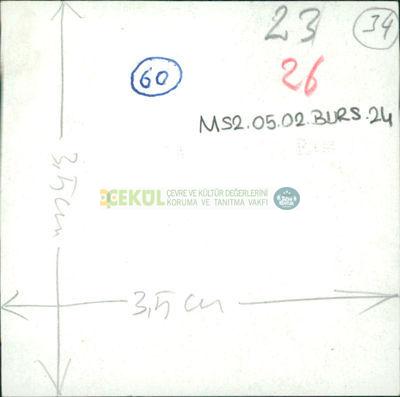 23
34
60
26
MS2.05.02.BURS.24
ÇEKÜL ÇEVRE VE KÜLTÜR DEĞERLERİNİ
KORUMA VE TANITMA VAKFI
3,5 cm
3,5 cm